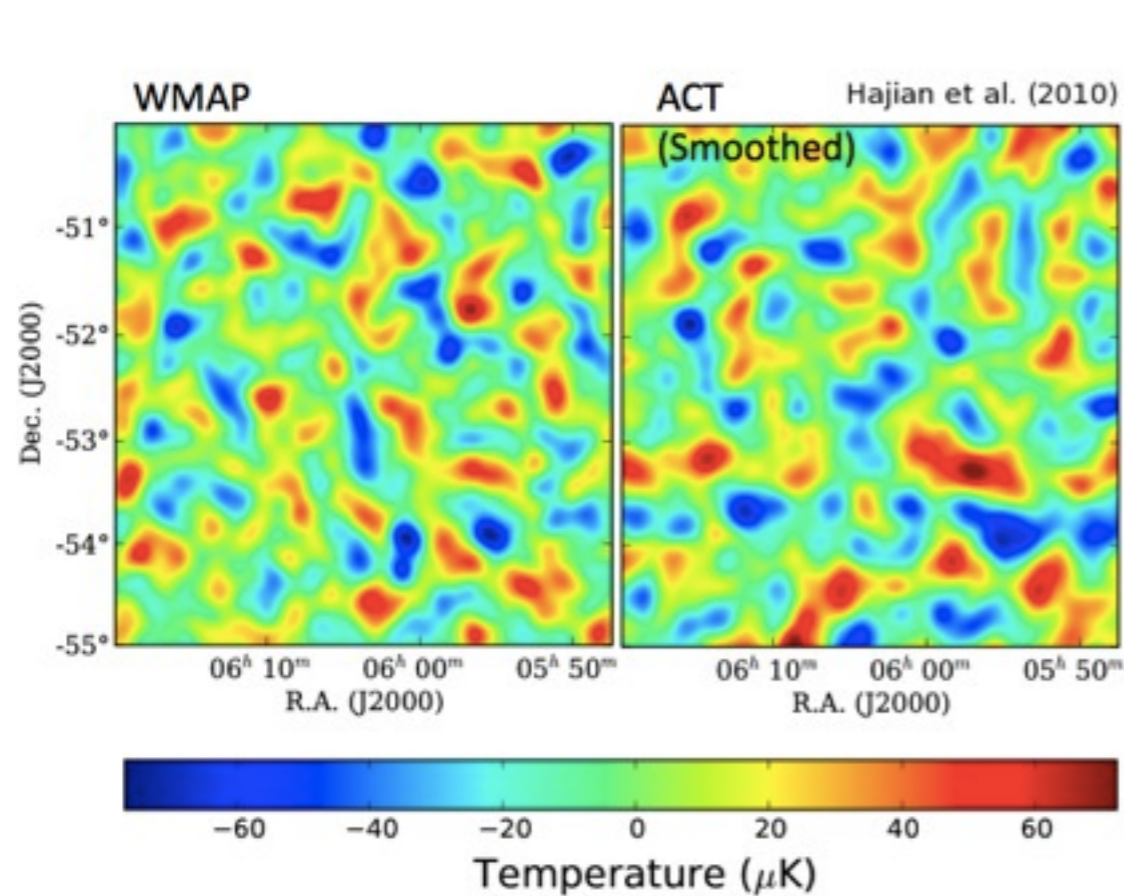 WMAP
ACT
Hajian et al. (2010)
(Smoothed)
Dec. (J2000)
-51°
-52°
-53°
-54°
-55°
06ʰ 10ᵐ
06ʰ 00ᵐ
05ʰ 50ᵐ
06ʰ 10ᵐ
06ʰ 00ᵐ
05ʰ 50ᵐ
R.A. (J2000)
R.A. (J2000)
−60
−40
−20
0
20
40
60
Temperature (μK)